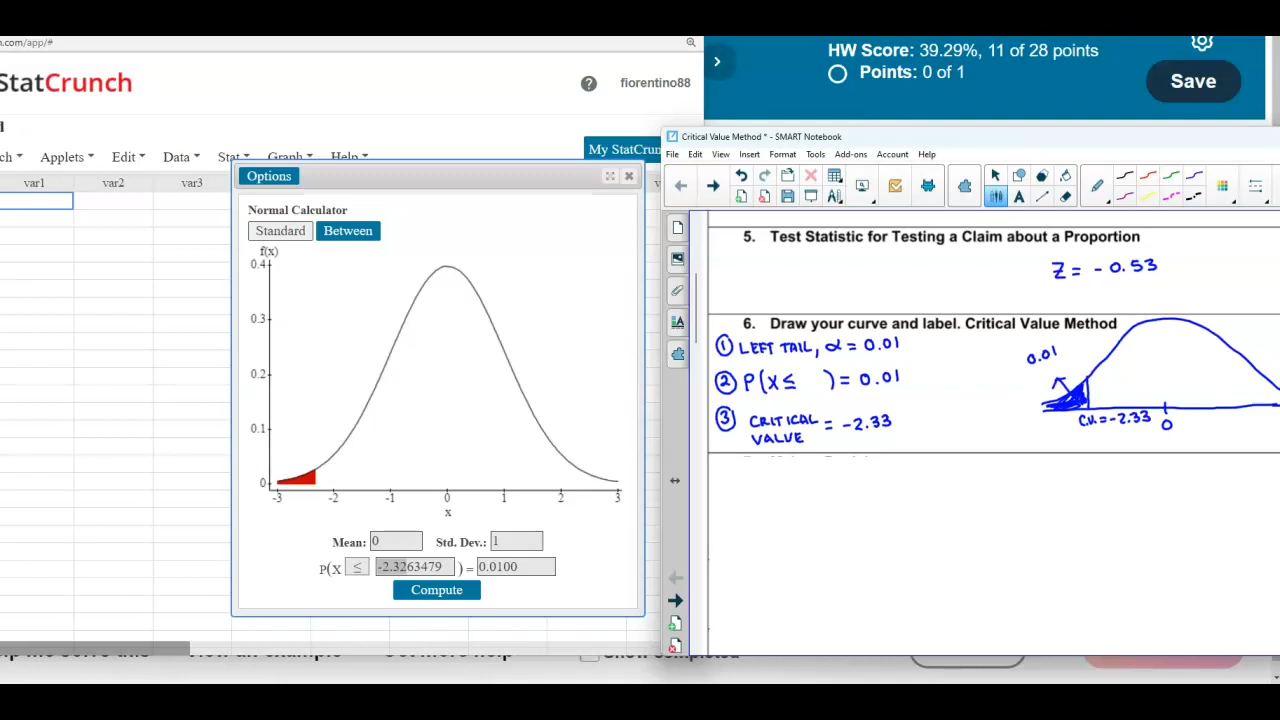 n.com/app/#
StatCrunch
fiorentino88
Applets Edit Data Stat Graph Help
My StatCrun
var1 var2 var3
Options
Normal Calculator
Standard Between
f(x)
0.4
0.3
0.2
0.1
0
-3 -2 -1 0 1 2 3
x
Mean: 0 Std. Dev.: 1
P(X ≤ -2.3263479 ) = 0.0100
Compute
HW Score: 39.29%, 11 of 28 points
Points: 0 of 1
Save
Critical Value Method * - SMART Notebook
File Edit View Insert Format Tools Add-ons Account Help
5. Test Statistic for Testing a Claim about a Proportion
Z = -0.53
6. Draw your curve and label. Critical Value Method
① LEFT TAIL, α = 0.01
② P(X ≤ ) = 0.01
③ CRITICAL VALUE = -2.33
0.01
C.V. = -2.33
0